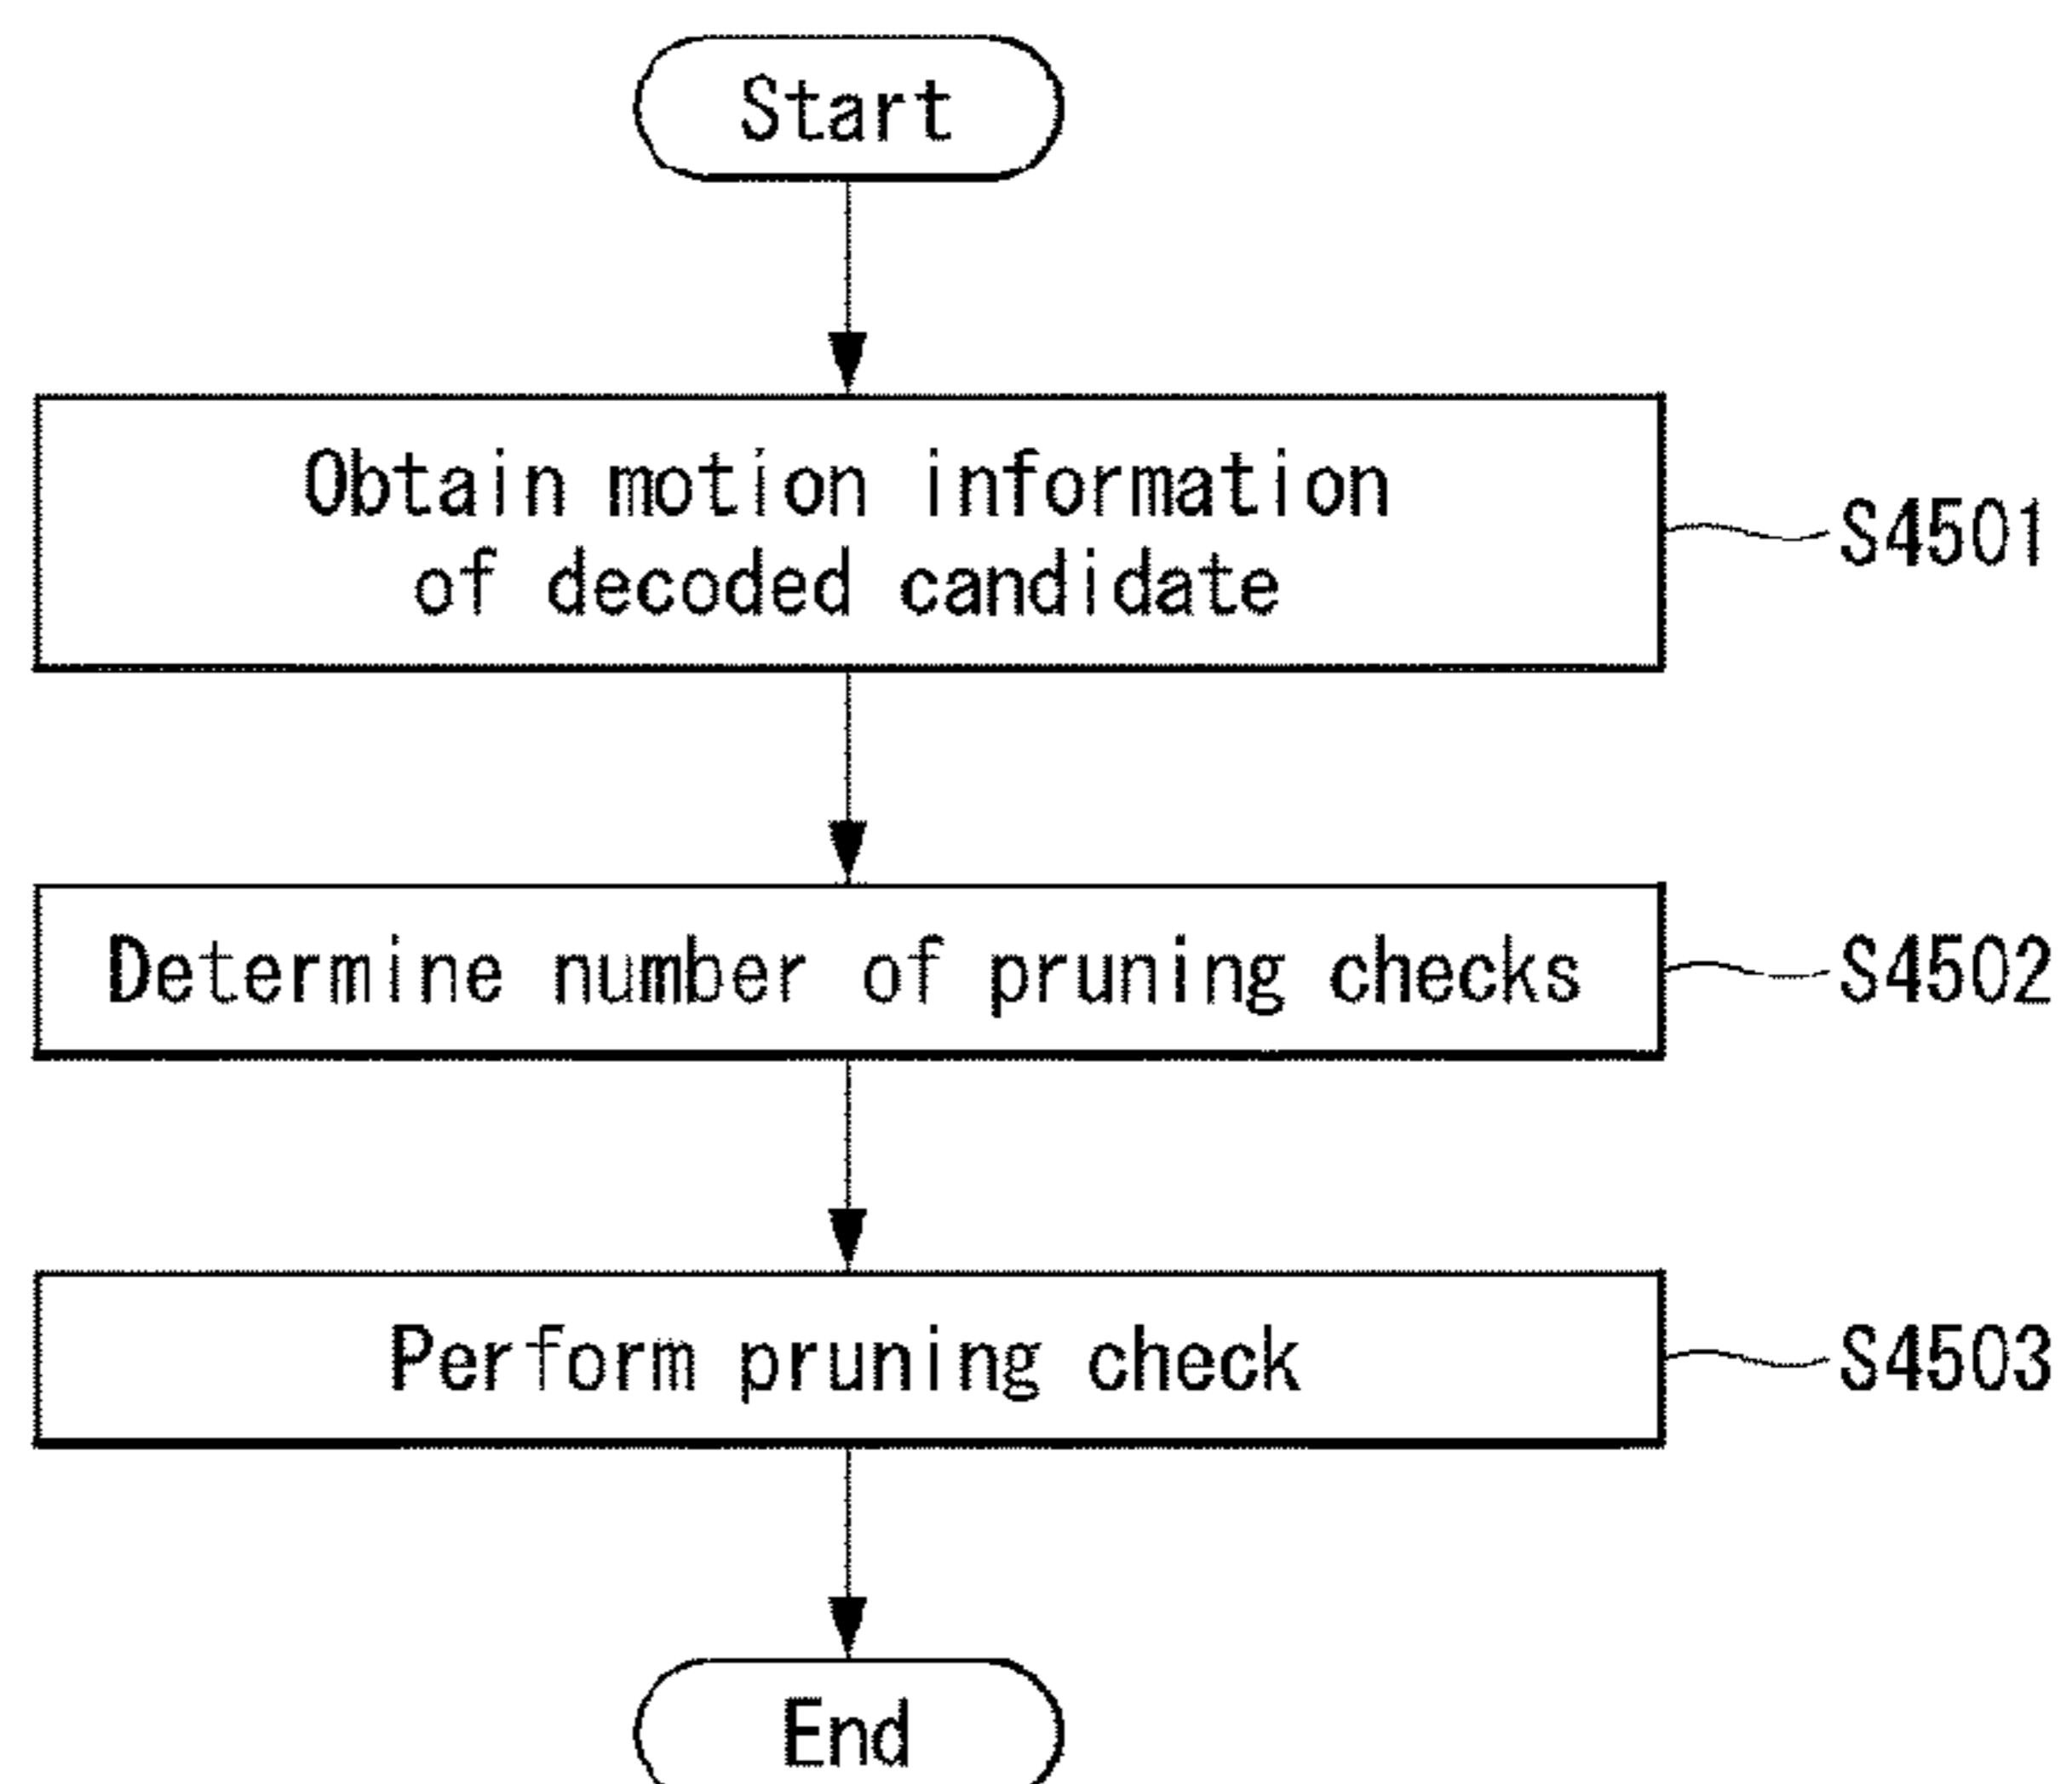 Start
Obtain motion information
of decoded candidate
S4501
Determine number of pruning checks
S4502
Perform pruning check
S4503
End